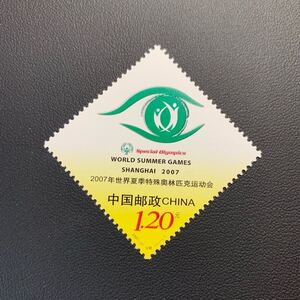 Special Olympics
WORLD SUMMER GAMES
SHANGHAI 2007
2007年世界夏季特殊奥林匹克运动会
中国邮政CHINA
1.20元